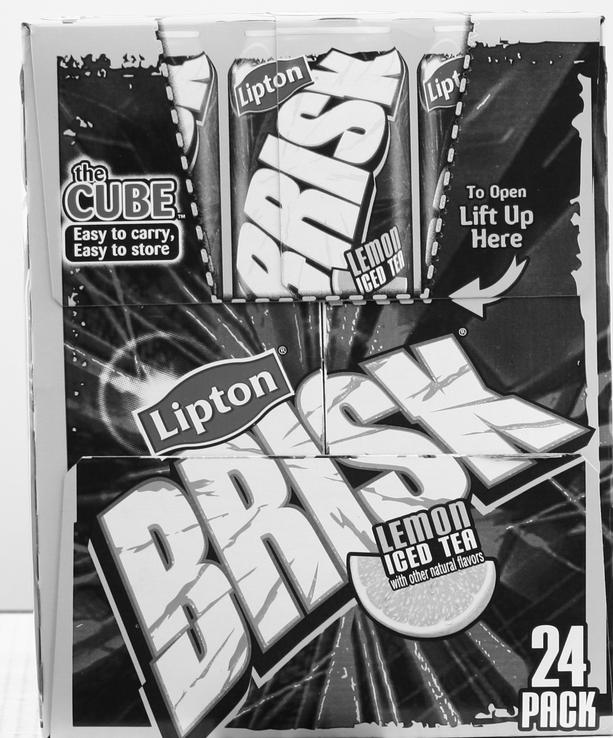 Lipton
BRISK
LEMON
ICED TEA
Lipt
the
CUBE™
Easy to carry,
Easy to store
To Open
Lift Up
Here
Lipton®
BRISK®
LEMON
ICED TEA
with other natural flavors
24
PACK